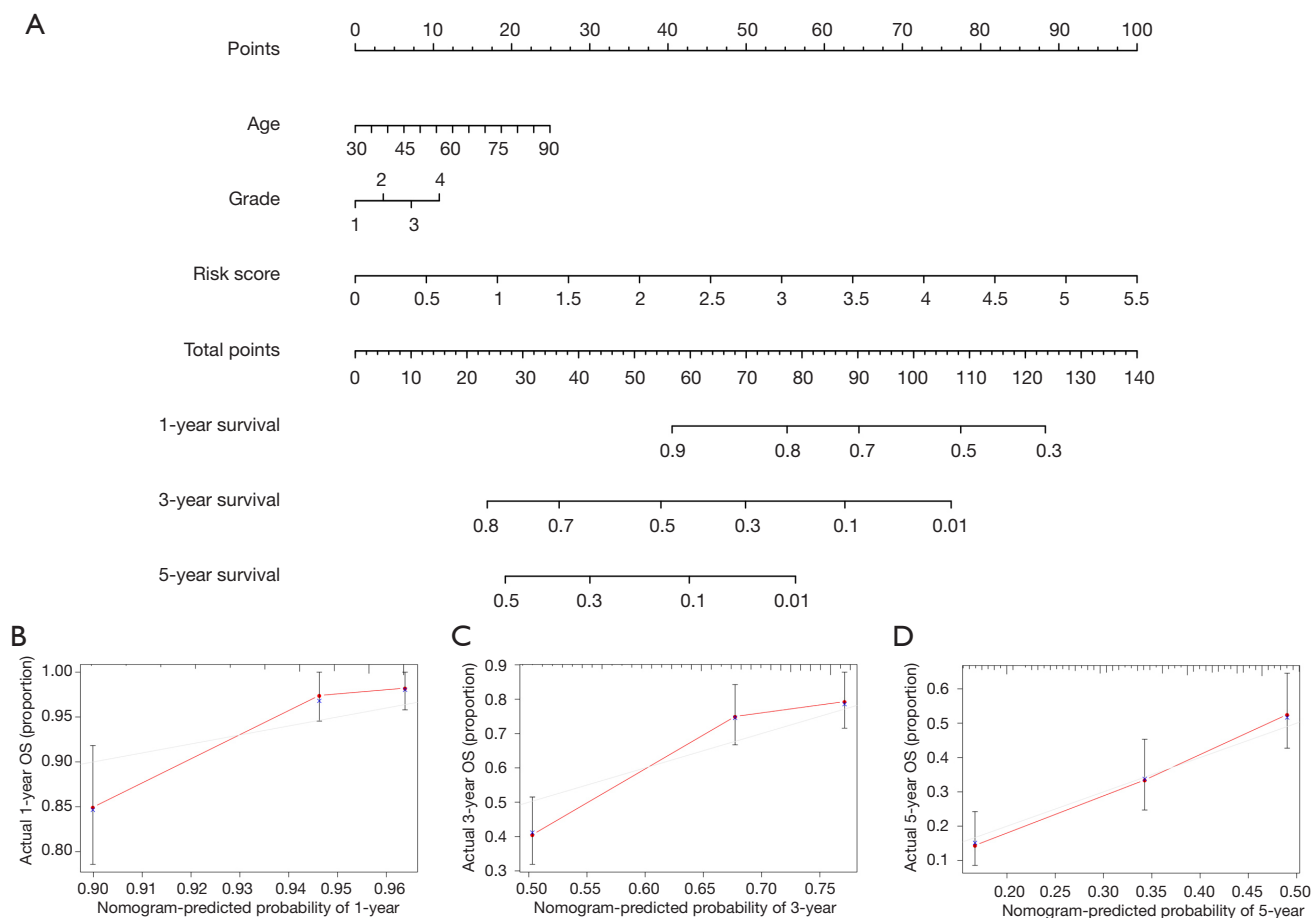 A
0 10 20 30 40 50 60 70 80 90 100
Points
Age
30 45 60 75 90
2 4
Grade
1 3
Risk score
0 0.5 1 1.5 2 2.5 3 3.5 4 4.5 5 5.5
Total points
0 10 20 30 40 50 60 70 80 90 100 110 120 130 140
1-year survival
0.9 0.8 0.7 0.5 0.3
3-year survival
0.8 0.7 0.5 0.3 0.1 0.01
5-year survival
0.5 0.3 0.1 0.01
B
Actual 1-year OS (proportion)
1.00
0.95
0.90
0.85
0.80
0.90 0.91 0.92 0.93 0.94 0.95 0.96
Nomogram-predicted probability of 1-year
C
Actual 3-year OS (proportion)
0.9
0.8
0.7
0.6
0.5
0.4
0.3
0.50 0.55 0.60 0.65 0.70 0.75
Nomogram-predicted probability of 3-year
D
Actual 5-year OS (proportion)
0.6
0.5
0.4
0.3
0.2
0.1
0.20 0.25 0.30 0.35 0.40 0.45 0.50
Nomogram-predicted probability of 5-year